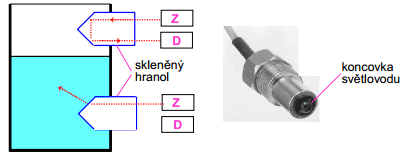 Z
D
skleněný
hranol
Z
D
koncovka
světlovodu